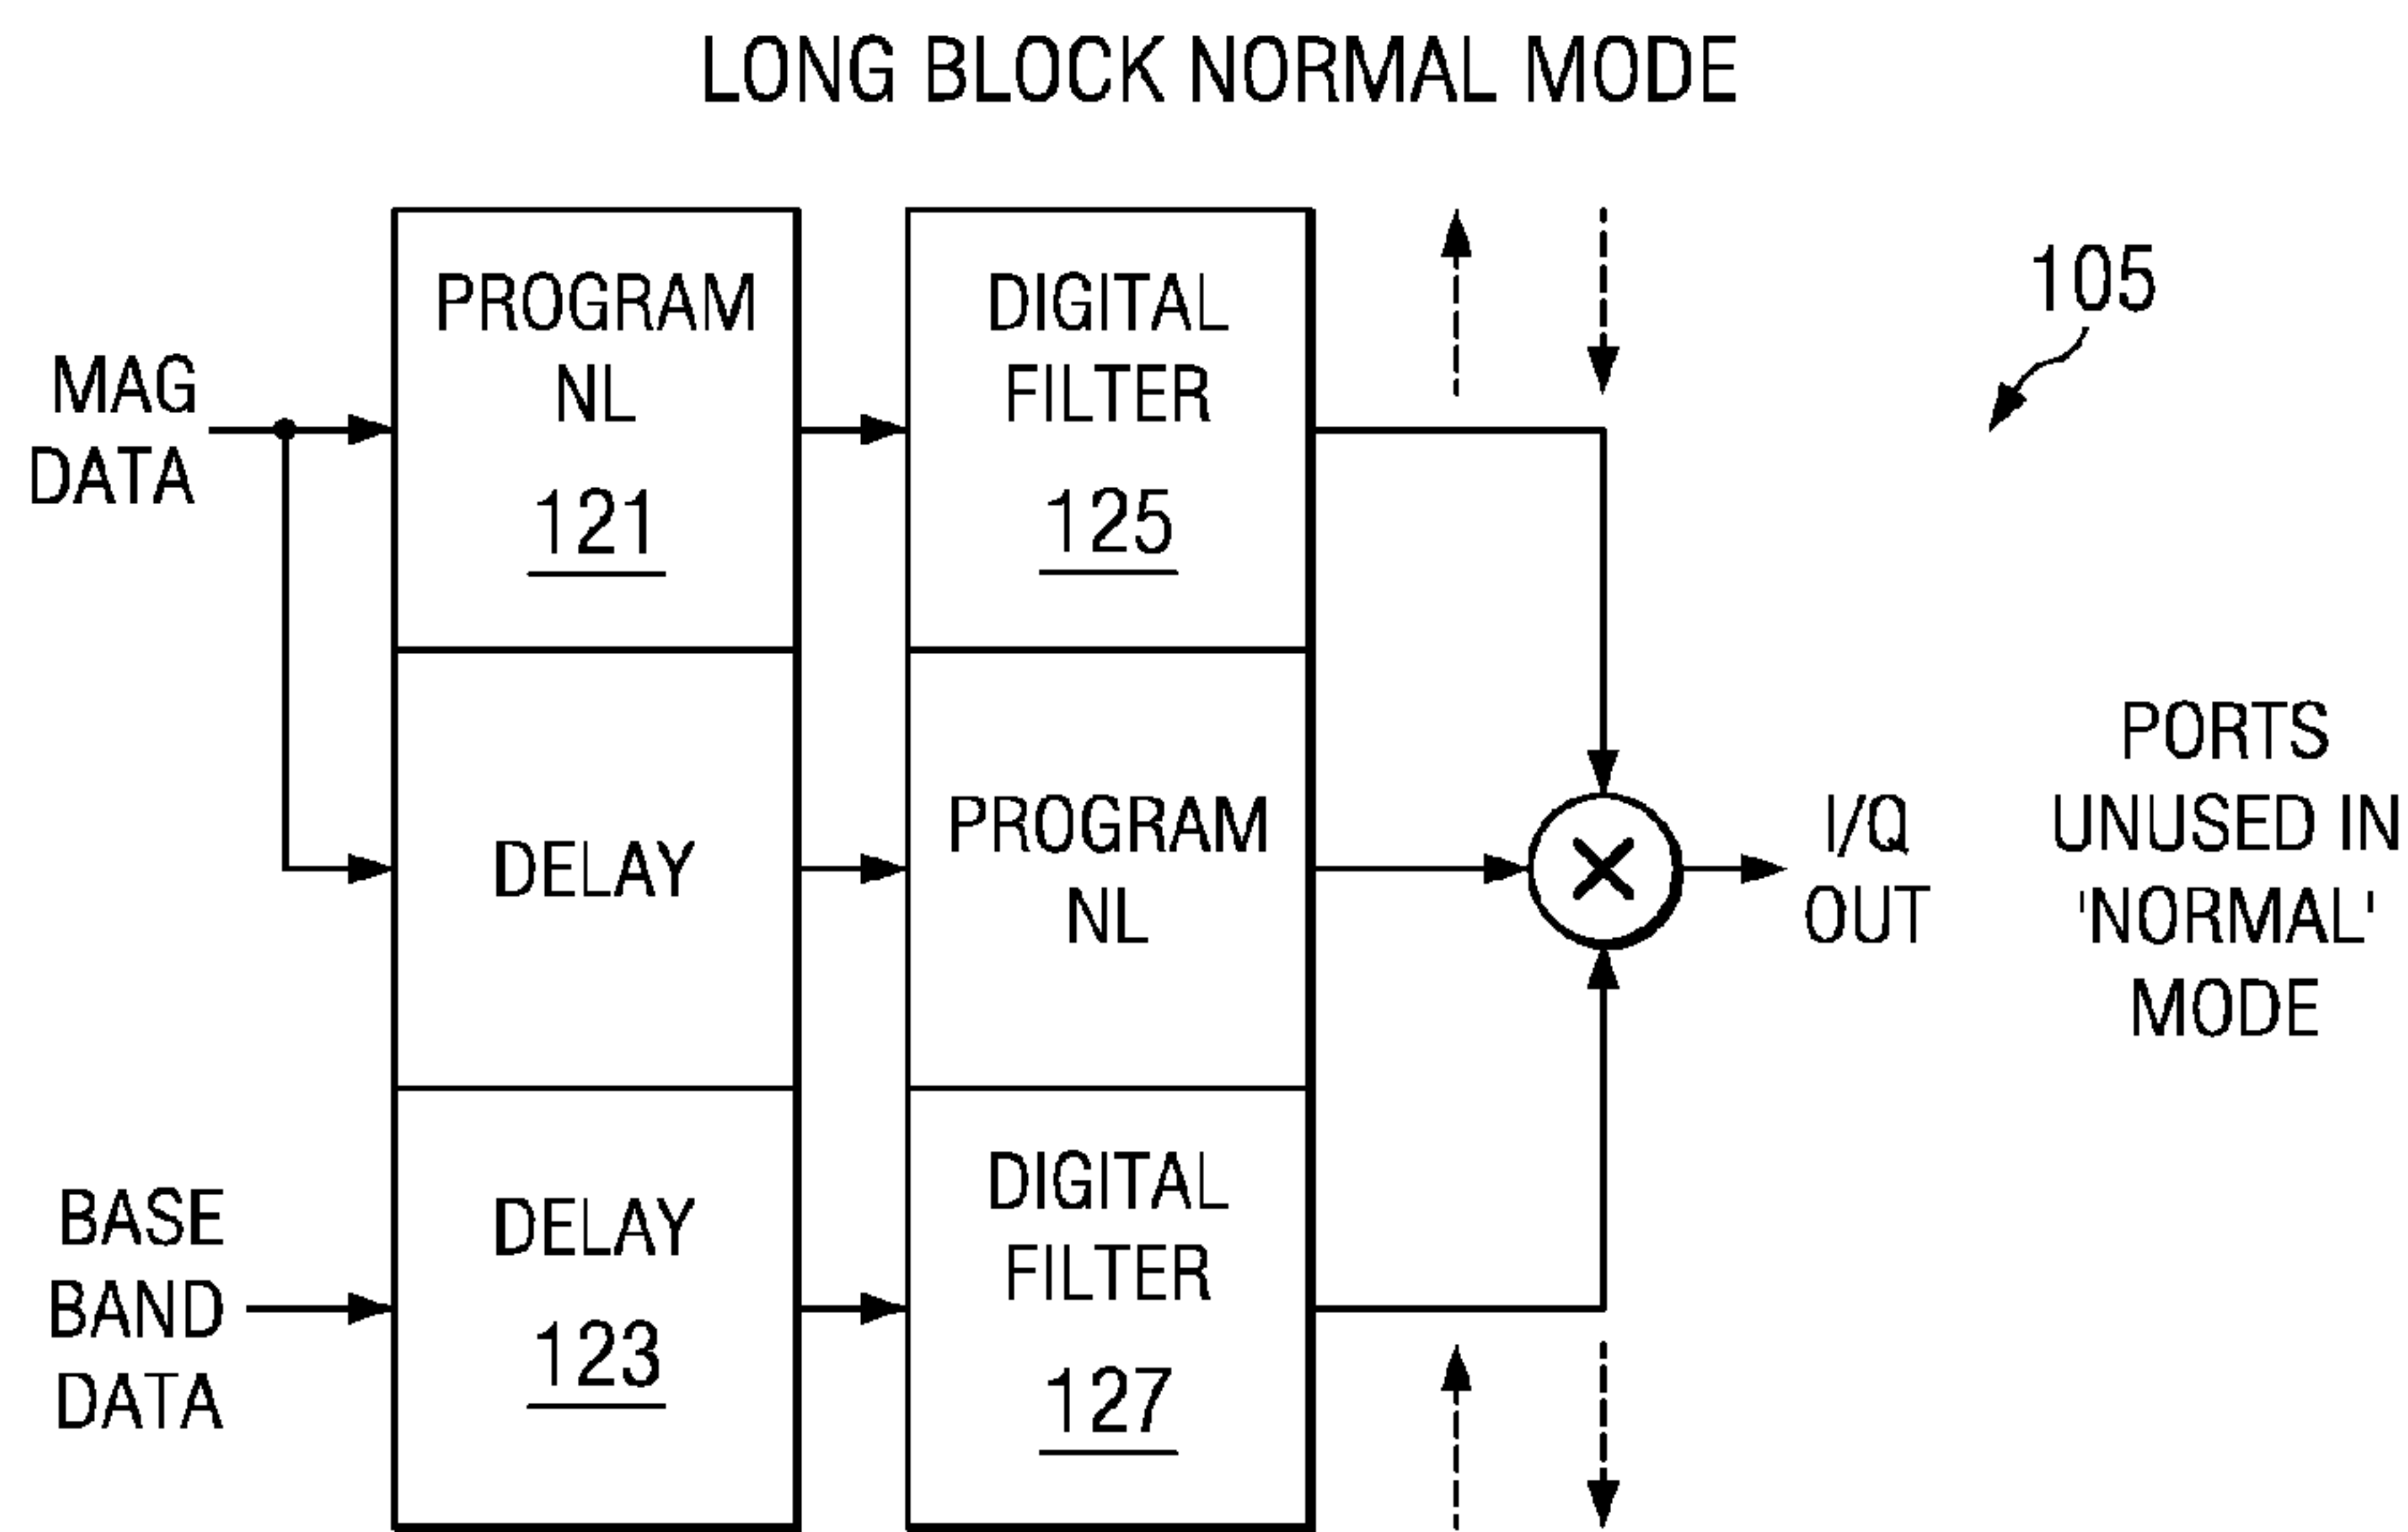 LONG BLOCK NORMAL MODE
MAG
DATA
PROGRAM
NL
121
DIGITAL
FILTER
125
105
DELAY
PROGRAM
NL
I/Q
OUT
PORTS
UNUSED IN
'NORMAL'
MODE
BASE
BAND
DATA
DELAY
123
DIGITAL
FILTER
127